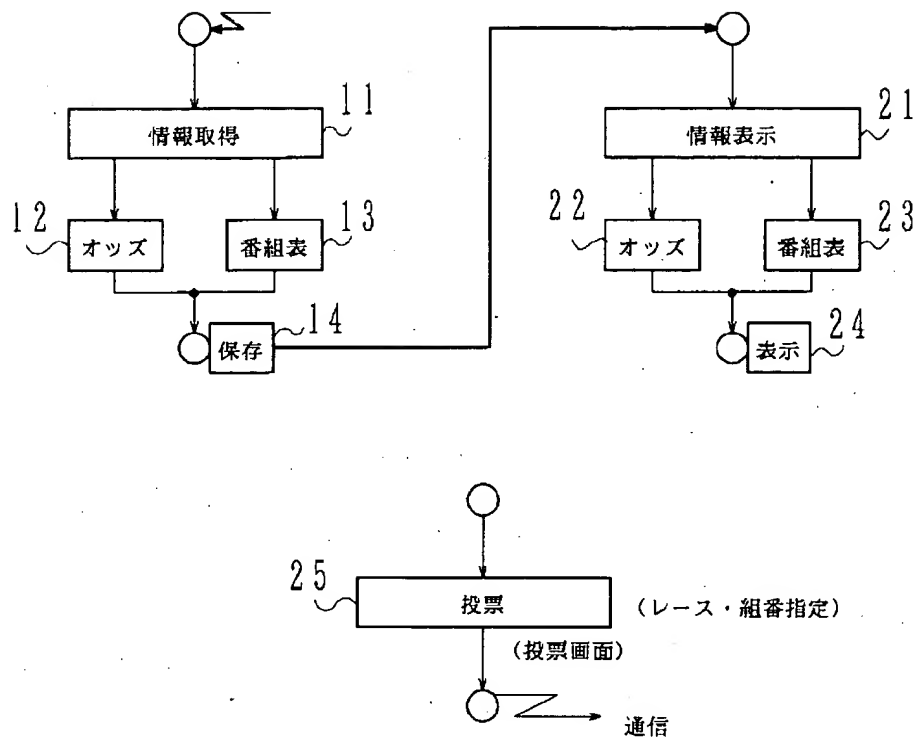 11
情報取得
12
オッズ
13
番組表
14
保存
21
情報表示
22
オッズ
23
番組表
24
表示
25
投票
(レース・組番指定)
(投票画面)
通信